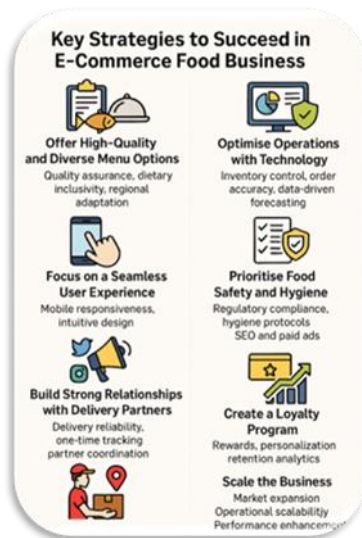 Key Strategies to Succeed in
E-Commerce Food Business
Offer High-Quality
and Diverse Menu Options
Quality assurance, dietary
inclusivity, regional
adaptation
Optimise Operations
with Technology
Inventory control, order
accuracy, data-driven
forecasting
Focus on a Seamless
User Experience
Mobile responsiveness,
intuitive design
Prioritise Food
Safety and Hygiene
Regulatory compliance,
hygiene protocols
SEO and paid ads
Build Strong Relationships
with Delivery Partners
Delivery reliability,
one-time tracking
partner coordination
Create a Loyalty
Program
Rewards, personalization
retention analytics
Scale the Business
Market expansion
Operational scalabilitiy
Performance enhancement